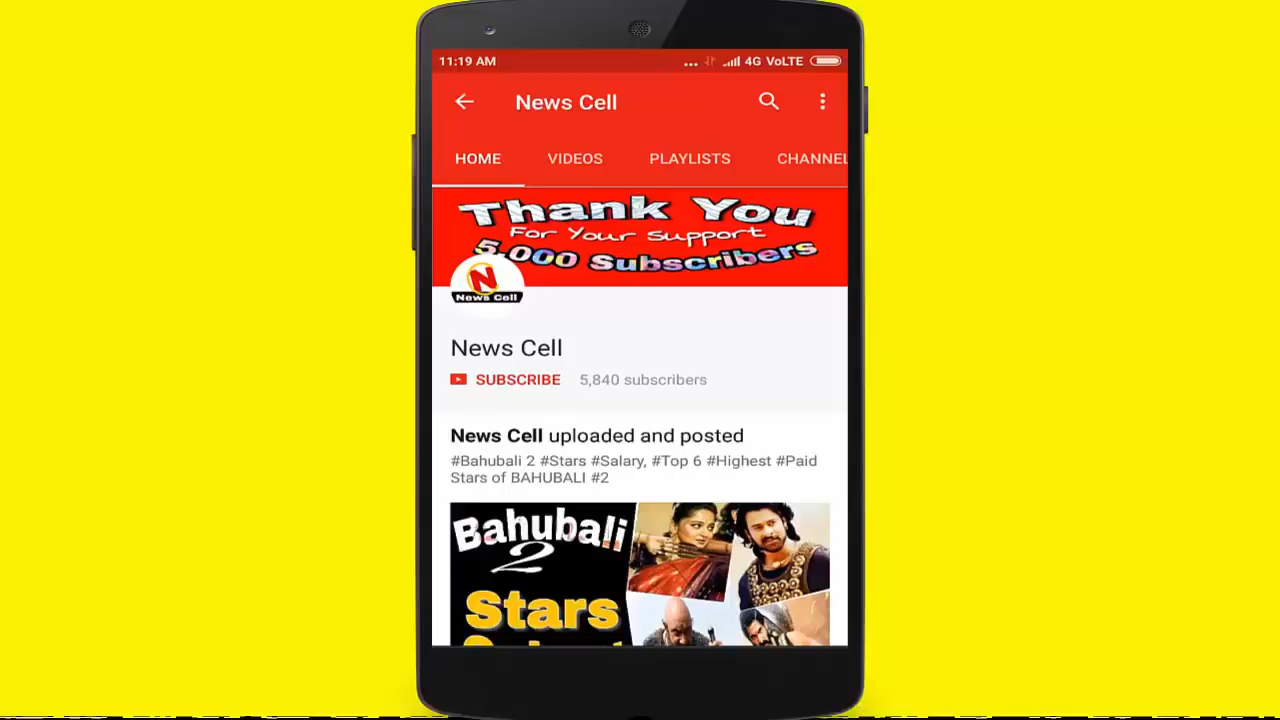 11:19 AM ... 4G VoLTE
News Cell
HOME VIDEOS PLAYLISTS CHANNEL
Thank You
For Your Support
5,000 Subscribers
N
News Cell
News Cell
SUBSCRIBE 5,840 subscribers
News Cell uploaded and posted
#Bahubali 2 #Stars #Salary, #Top 6 #Highest #Paid
Stars of BAHUBALI #2
Bahubali
2
Stars